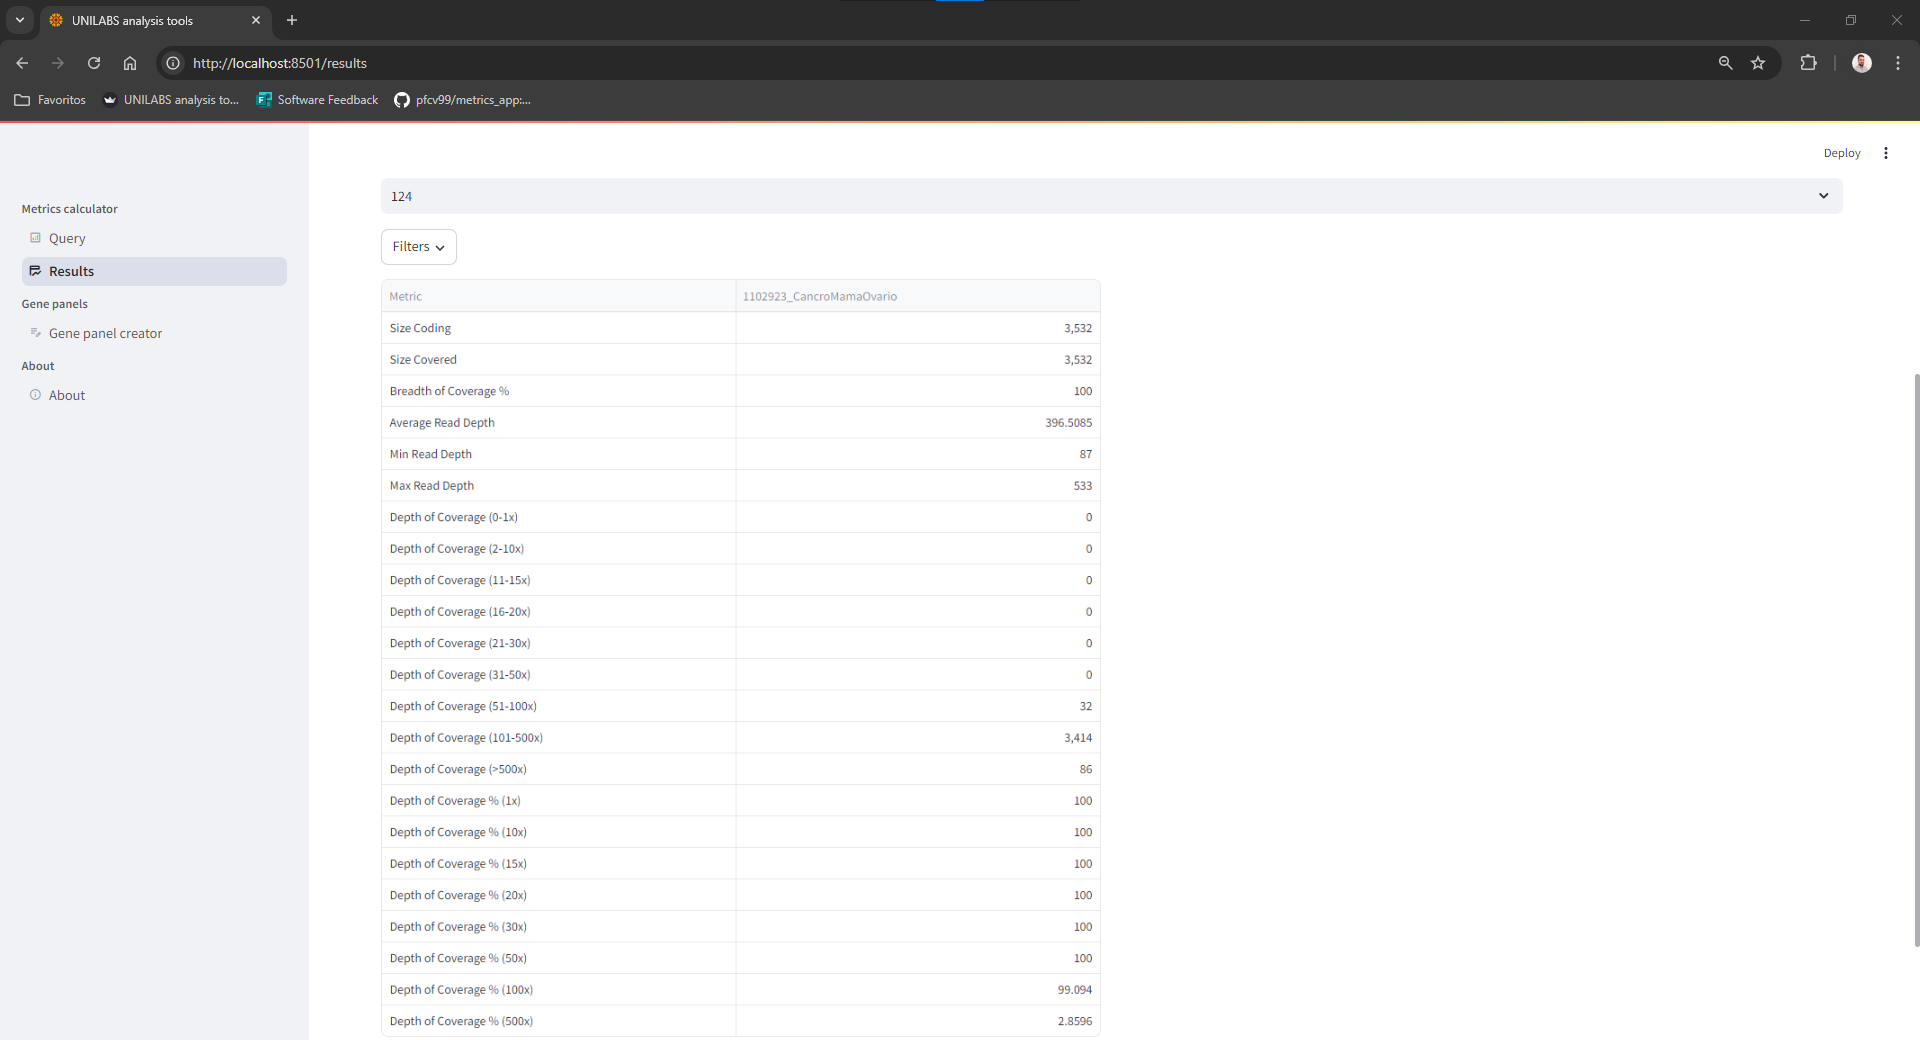 UNILABS analysis tools
http://localhost:8501/results
Favoritos UNILABS analysis to... Software Feedback pfcv99/metrics_app:...
Deploy
Metrics calculator
Query
Results
Gene panels
Gene panel creator
About
About
124
Filters
Metric 1102923_CancroMamaOvario
Size Coding 3,532
Size Covered 3,532
Breadth of Coverage % 100
Average Read Depth 396.5085
Min Read Depth 87
Max Read Depth 533
Depth of Coverage (0-1x) 0
Depth of Coverage (2-10x) 0
Depth of Coverage (11-15x) 0
Depth of Coverage (16-20x) 0
Depth of Coverage (21-30x) 0
Depth of Coverage (31-50x) 0
Depth of Coverage (51-100x) 32
Depth of Coverage (101-500x) 3,414
Depth of Coverage (>500x) 86
Depth of Coverage % (1x) 100
Depth of Coverage % (10x) 100
Depth of Coverage % (15x) 100
Depth of Coverage % (20x) 100
Depth of Coverage % (30x) 100
Depth of Coverage % (50x) 100
Depth of Coverage % (100x) 99.094
Depth of Coverage % (500x) 2.8596